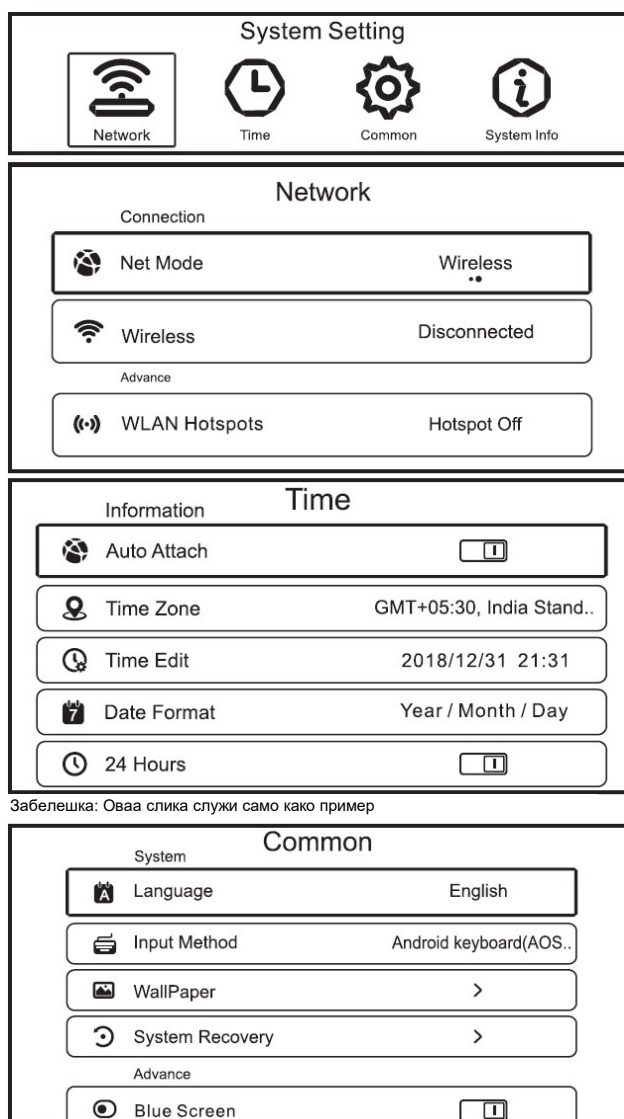 System Setting
Network Time Common System Info
Network
Connection
Net Mode Wireless
Wireless Disconnected
Advance
WLAN Hotspots Hotspot Off
Time
Information
Auto Attach
Time Zone GMT+05:30, India Stand..
Time Edit 2018/12/31 21:31
7 Date Format Year / Month / Day
24 Hours
Забелешка: Оваа слика служи само како пример
Common
System
A Language English
Input Method Android keyboard(AOS..
WallPaper >
System Recovery >
Advance
Blue Screen